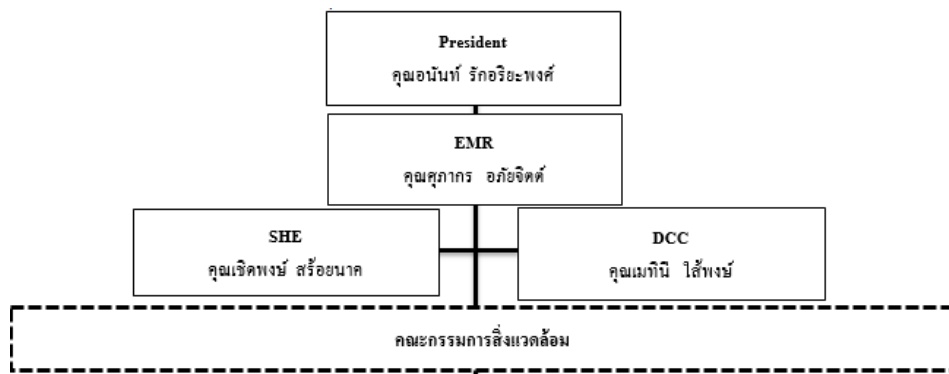 President
คุณอนันท์ รักอริยะพงศ์
EMR
คุณศุภากร อภัยจิตต์
SHE
คุณเชิดพงษ์ สร้อยนาค
DCC
คุณเมทินี ใส้พงษ์
คณะกรรมการสิ่งแวดล้อม